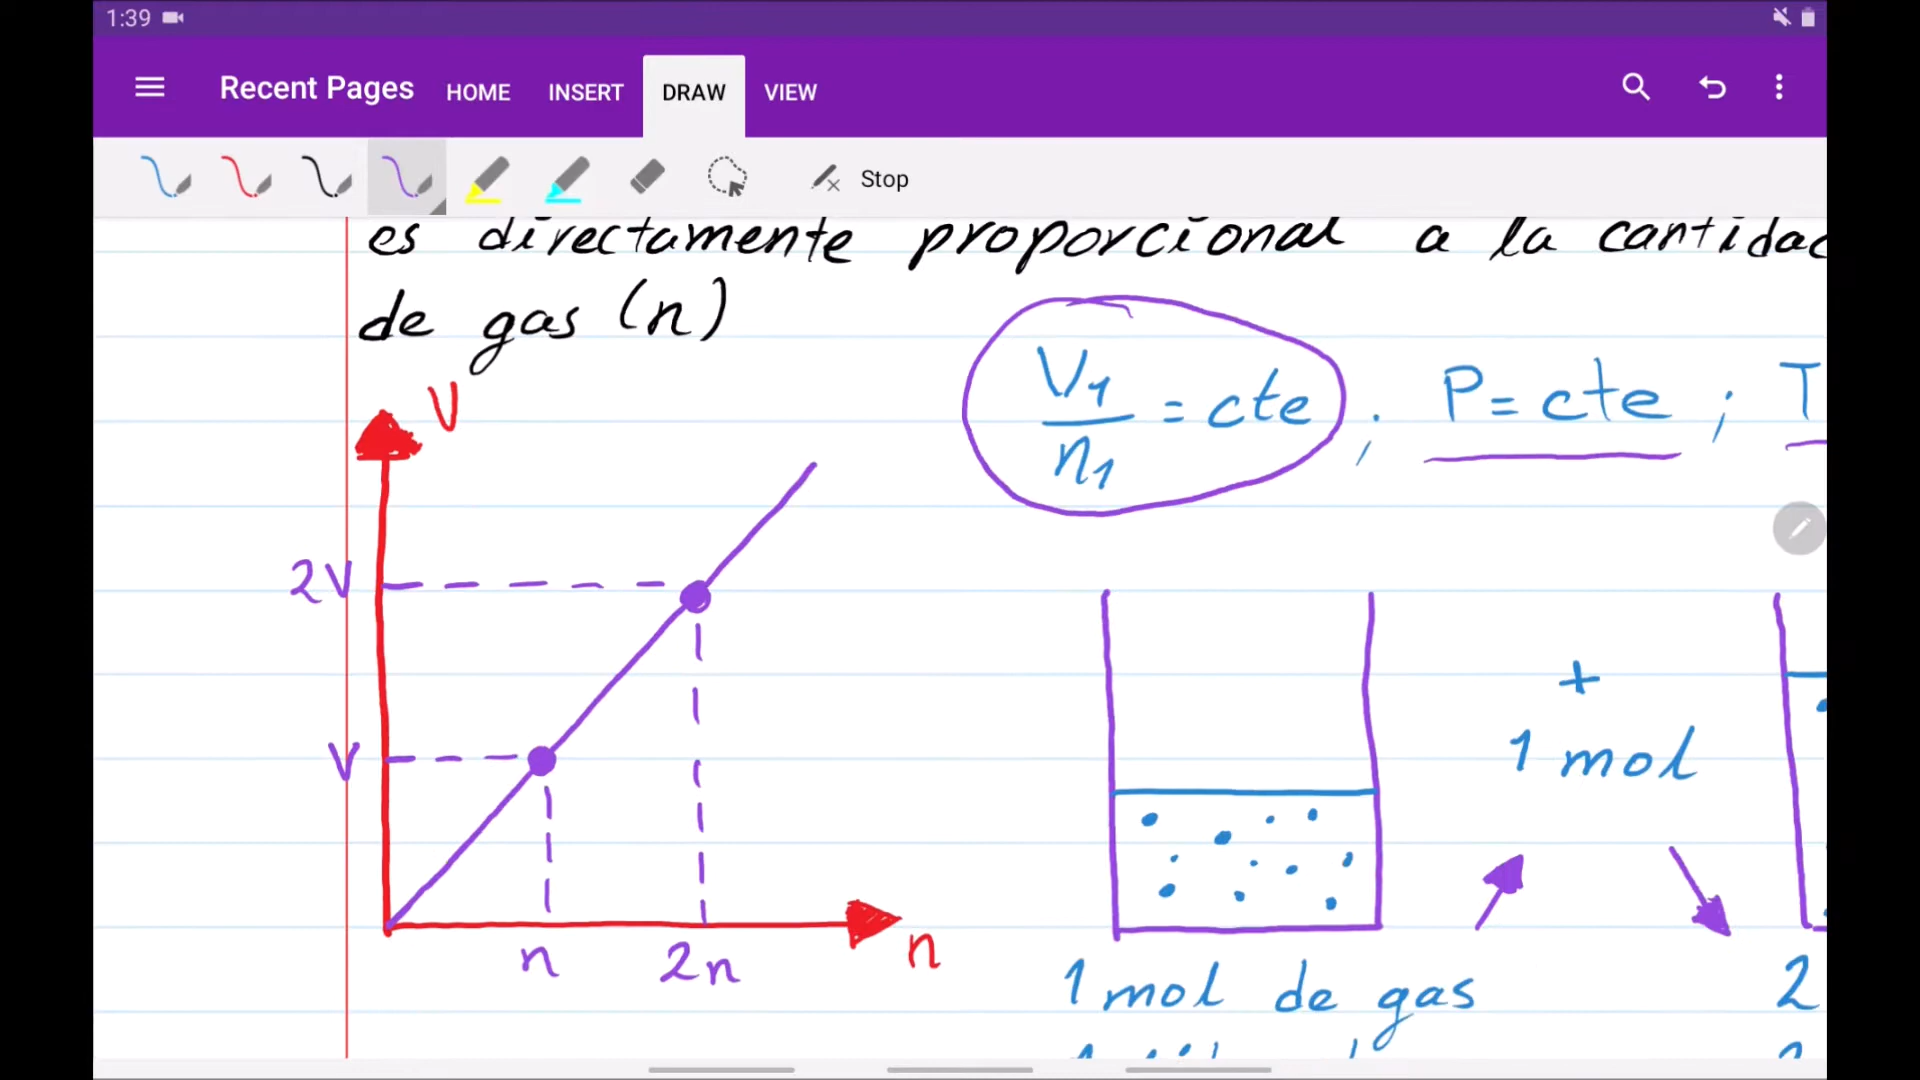 1:39
Recent Pages HOME INSERT DRAW VIEW
Stop
es directamente proporcional a la cantidad
de gas (n)
V1/n1 = cte ; P = cte ; T
V
2V
V
n 2n n
+
1 mol
1 mol de gas
2